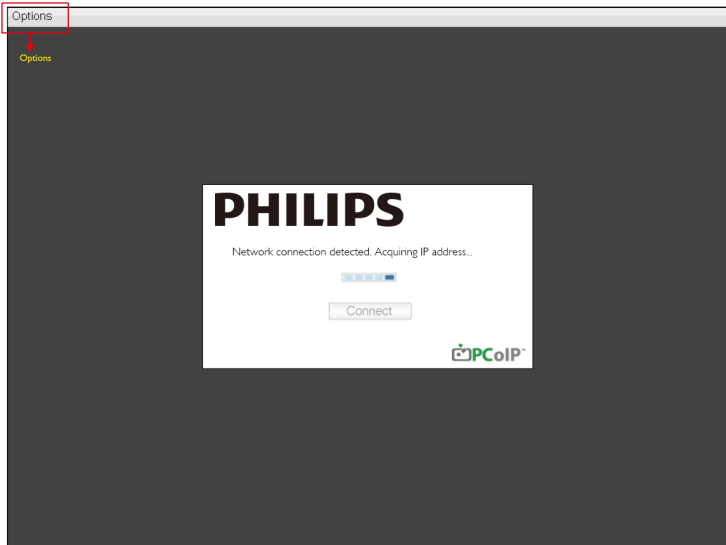 Options
Options
PHILIPS
Network connection detected. Acquiring IP address...
Connect
PCoIP™